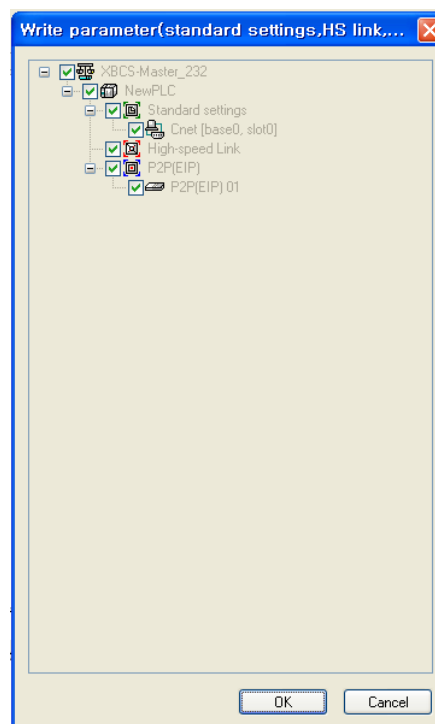 Write parameter(standard settings,HS link,...
XBCS-Master_232
NewPLC
Standard settings
Cnet [base0, slot0]
High-speed Link
P2P(EIP)
P2P(EIP) 01
OK
Cancel